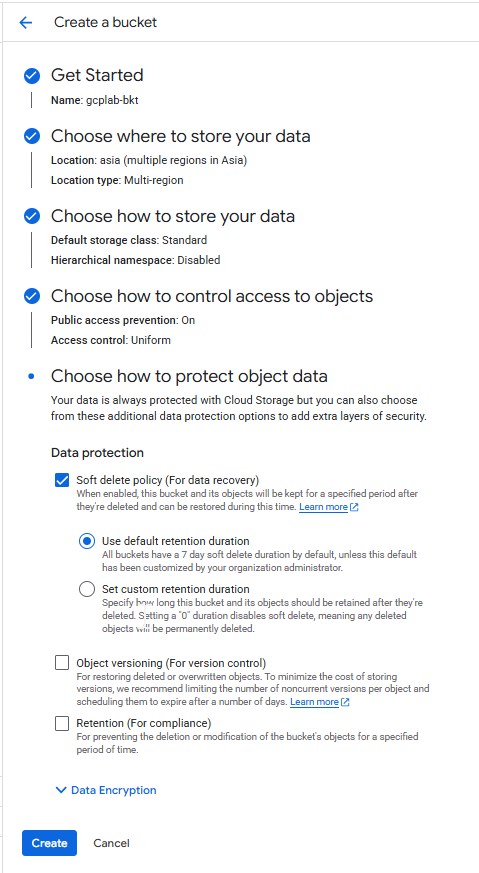 Create a bucket
Get Started
Name: gcplab-bkt
Choose where to store your data
Location: asia (multiple regions in Asia)
Location type: Multi-region
Choose how to store your data
Default storage class: Standard
Hierarchical namespace: Disabled
Choose how to control access to objects
Public access prevention: On
Access control: Uniform
Choose how to protect object data
Your data is always protected with Cloud Storage but you can also choose
from these additional data protection options to add extra layers of security.
Data protection
Soft delete policy (For data recovery)
When enabled, this bucket and its objects will be kept for a specified period after
they're deleted and can be restored during this time. Learn more
Use default retention duration
All buckets have a 7 day soft delete duration by default, unless this default
has been customized by your organization administrator.
Set custom retention duration
Specify how long this bucket and its objects should be retained after they're
deleted. Setting a "0" duration disables soft delete, meaning any deleted
objects will be permanently deleted.
Object versioning (For version control)
For restoring deleted or overwritten objects. To minimize the cost of storing
versions, we recommend limiting the number of noncurrent versions per object and
scheduling them to expire after a number of days. Learn more
Retention (For compliance)
For preventing the deletion or modification of the bucket's objects for a specified
period of time.
Data Encryption
Create Cancel